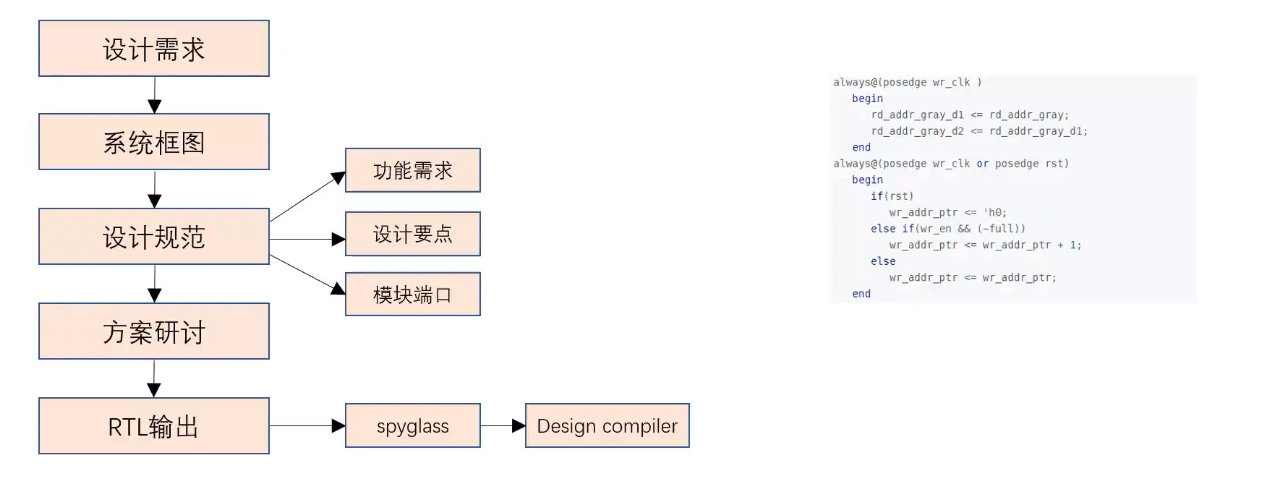 设计需求
系统框图
设计规范
功能需求
设计要点
模块端口
方案研讨
RTL输出
spyglass
Design compiler
always@(posedge wr_clk )
begin
rd_addr_gray_d1 <= rd_addr_gray;
rd_addr_gray_d2 <= rd_addr_gray_d1;
end
always@(posedge wr_clk or posedge rst)
begin
if(rst)
wr_addr_ptr <= 'h0;
else if(wr_en && (~full))
wr_addr_ptr <= wr_addr_ptr + 1;
else
wr_addr_ptr <= wr_addr_ptr;
end